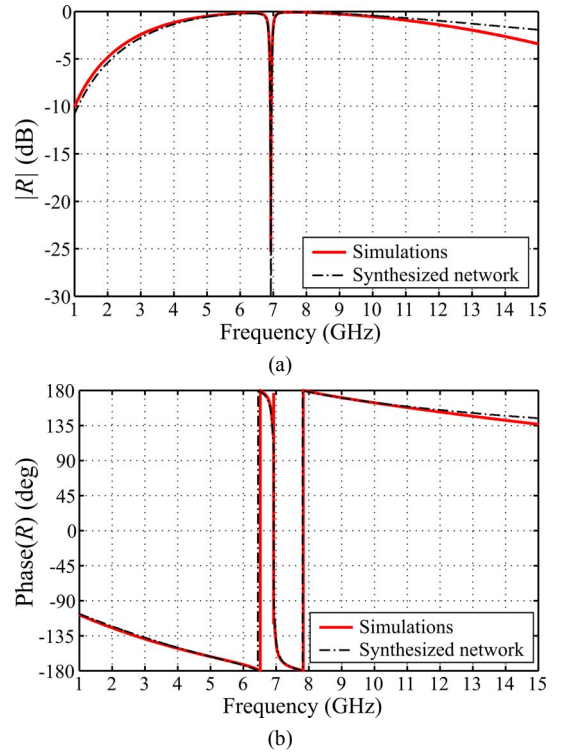 0
-5
-10
-15
-20
-25
-30
|R| (dB)
Simulations
Synthesized network
1 2 3 4 5 6 7 8 9 10 11 12 13 14 15
Frequency (GHz)
(a)
180
135
90
45
0
-45
-90
-135
-180
Phase(R) (deg)
Simulations
Synthesized network
1 2 3 4 5 6 7 8 9 10 11 12 13 14 15
Frequency (GHz)
(b)